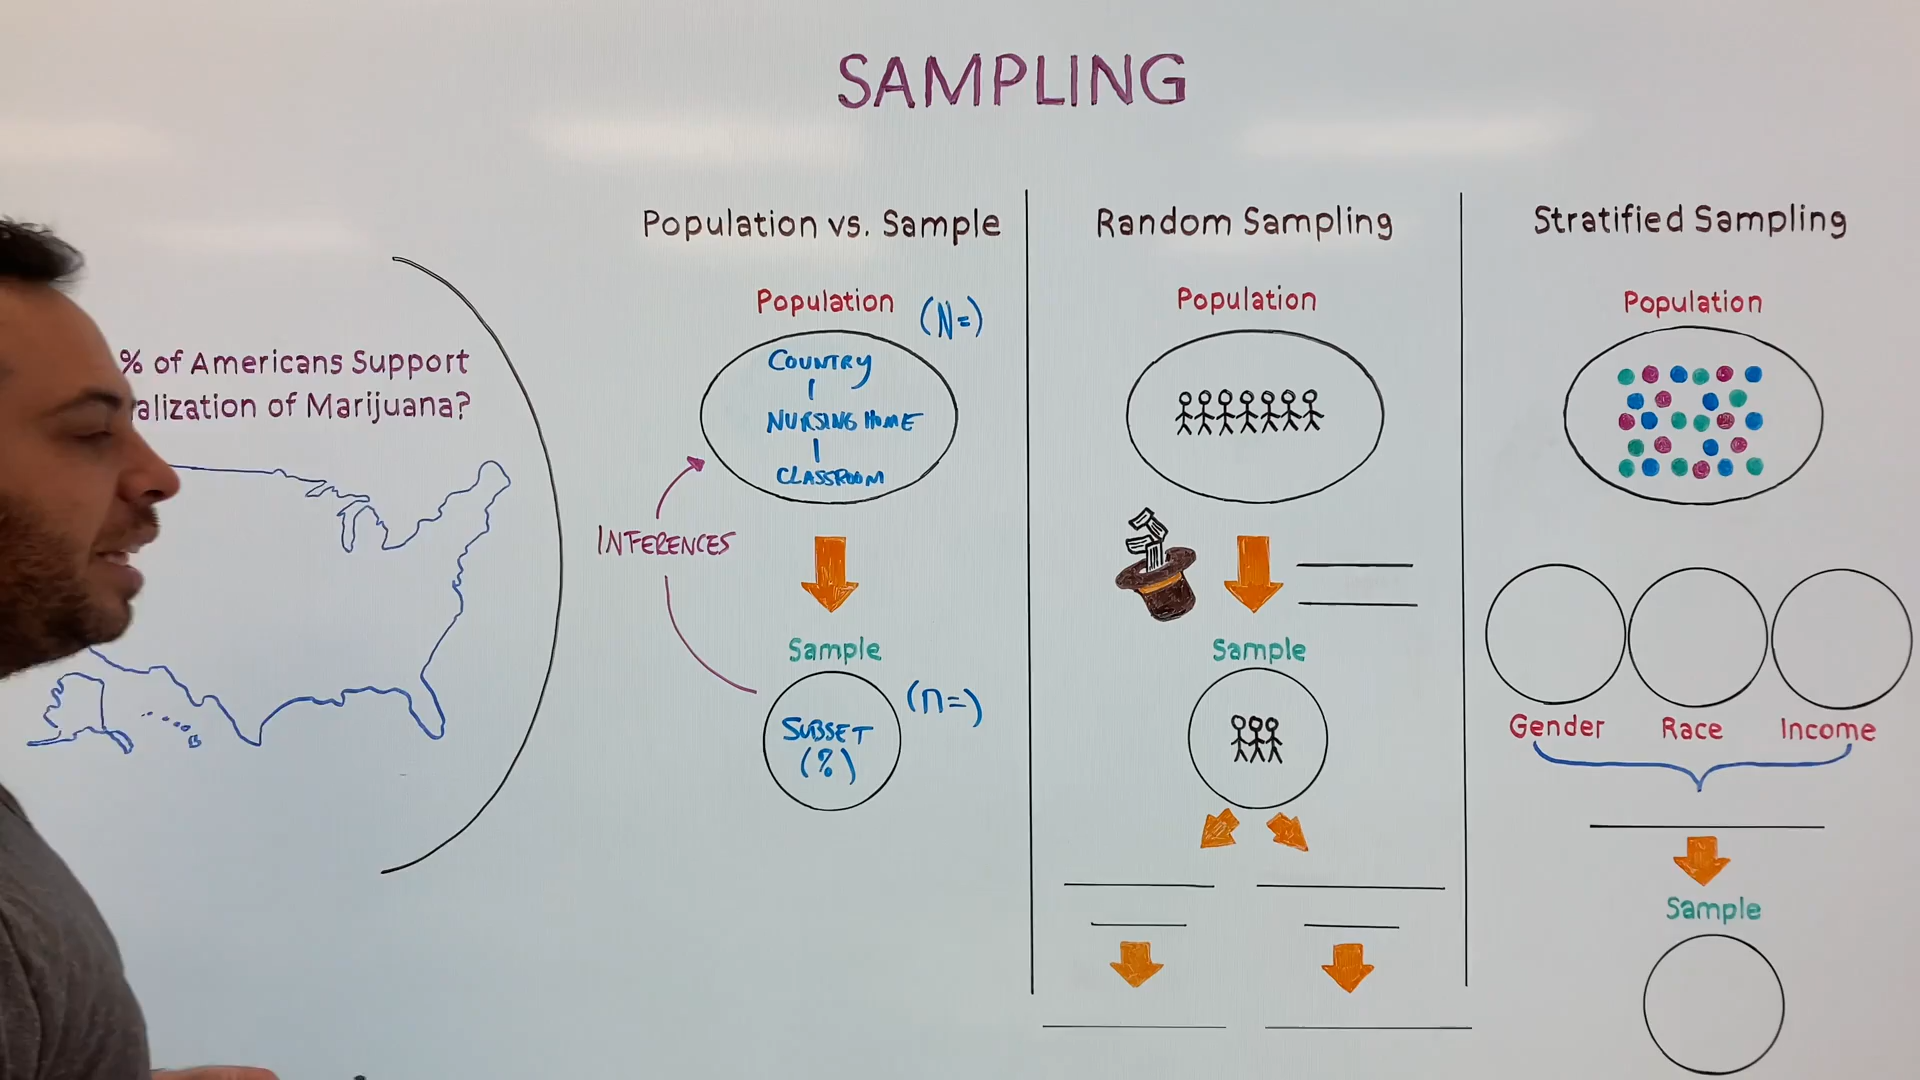 SAMPLING
% of Americans Support
alization of Marijuana?
Population vs. Sample
Population (N=)
COUNTRY
NURSING HOME
CLASSROOM
INFERENCES
Sample
(n=)
SUBSET
(%)
Random Sampling
Population
Sample
Stratified Sampling
Population
Gender Race Income
Sample